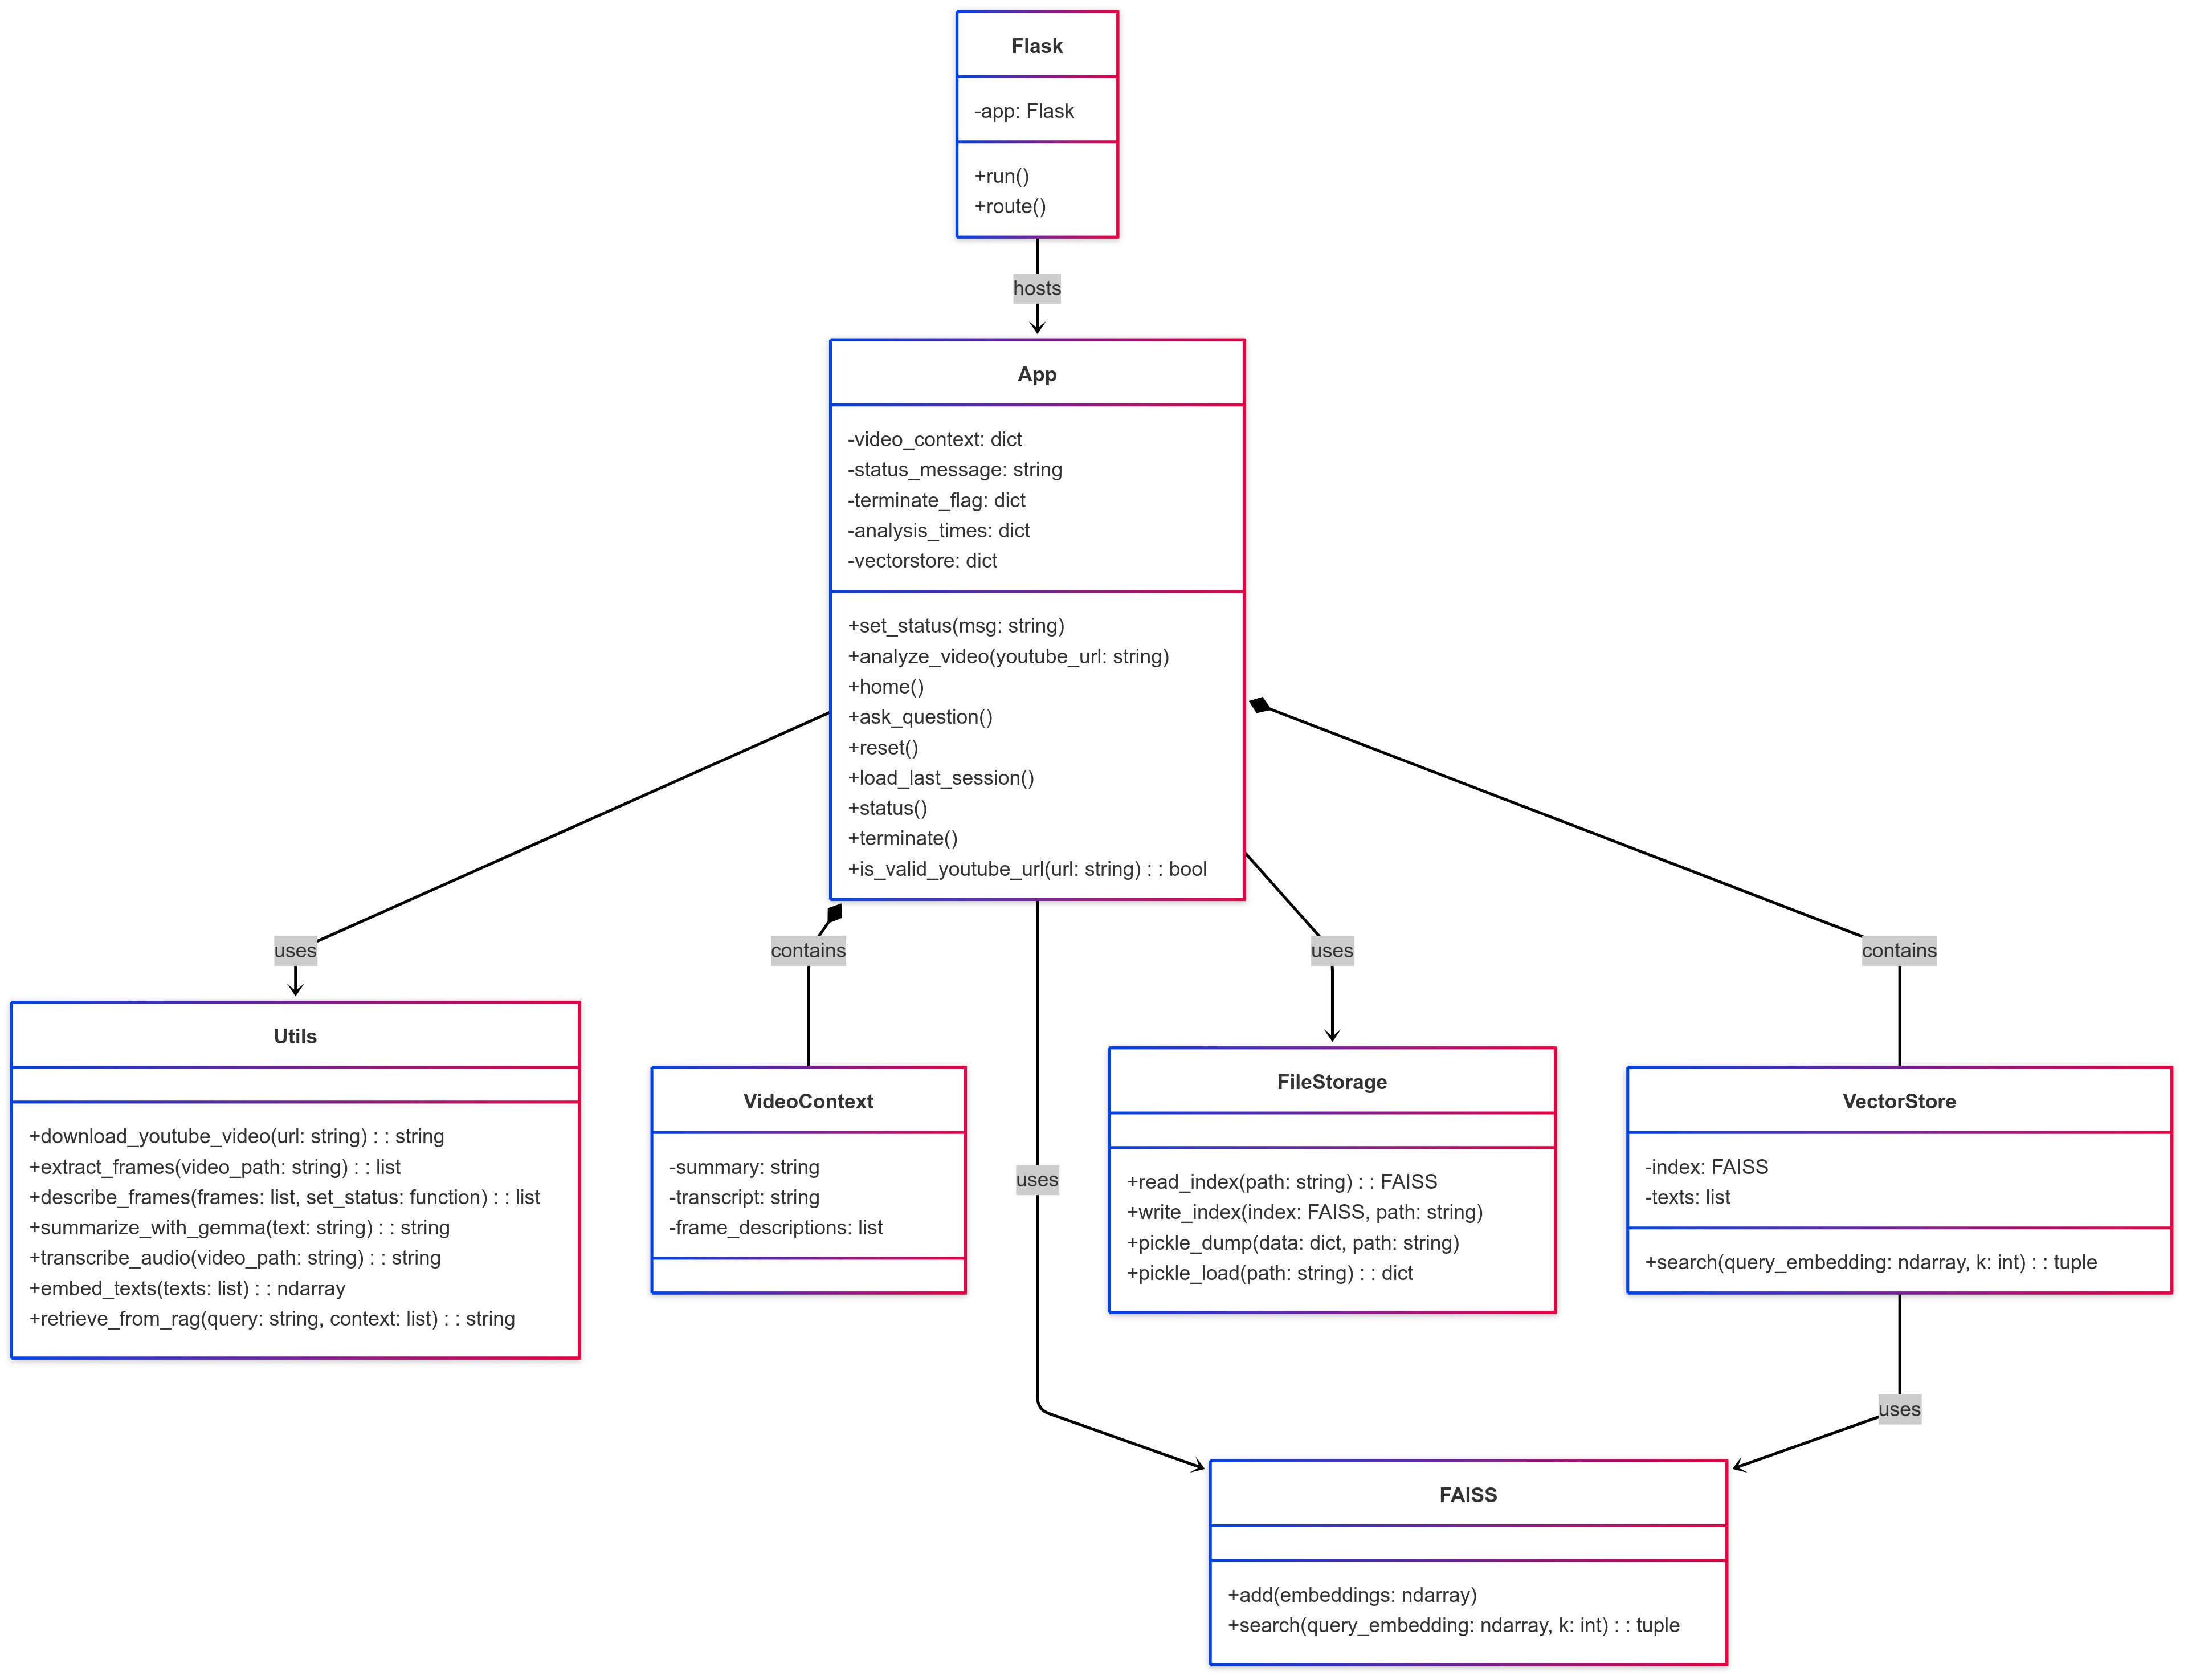 Flask
-app: Flask
+run()
+route()
hosts
App
-video_context: dict
-status_message: string
-terminate_flag: dict
-analysis_times: dict
-vectorstore: dict
+set_status(msg: string)
+analyze_video(youtube_url: string)
+home()
+ask_question()
+reset()
+load_last_session()
+status()
+terminate()
+is_valid_youtube_url(url: string) : : bool
uses
contains
uses
uses
contains
Utils
+download_youtube_video(url: string) : : string
+extract_frames(video_path: string) : : list
+describe_frames(frames: list, set_status: function) : : list
+summarize_with_gemma(text: string) : : string
+transcribe_audio(video_path: string) : : string
+embed_texts(texts: list) : : ndarray
+retrieve_from_rag(query: string, context: list) : : string
VideoContext
-summary: string
-transcript: string
-frame_descriptions: list
FileStorage
+read_index(path: string) : : FAISS
+write_index(index: FAISS, path: string)
+pickle_dump(data: dict, path: string)
+pickle_load(path: string) : : dict
VectorStore
-index: FAISS
-texts: list
+search(query_embedding: ndarray, k: int) : : tuple
uses
FAISS
+add(embeddings: ndarray)
+search(query_embedding: ndarray, k: int) : : tuple